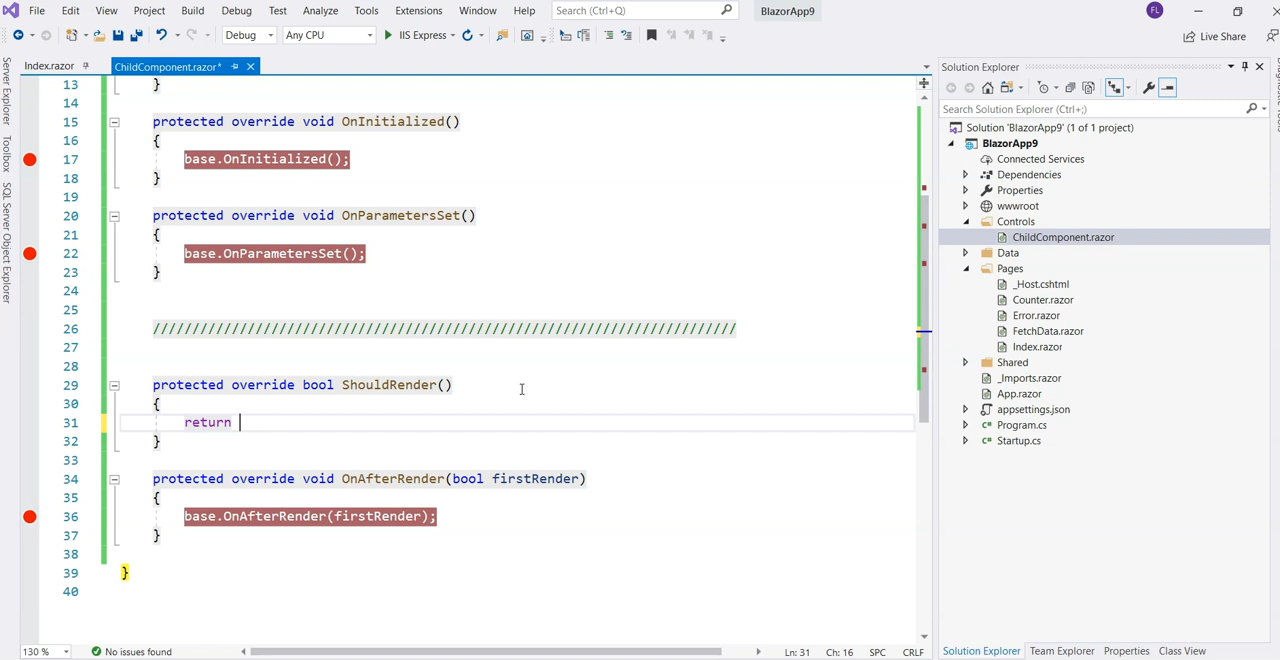 File Edit View Project Build Debug Test Analyze Tools Extensions Window Help Search (Ctrl+Q) BlazorApp9 FL
Debug Any CPU IIS Express Live Share
Index.razor ChildComponent.razor*
Server Explorer
Toolbox
SQL Server Object Explorer
13 }
14
15 protected override void OnInitialized()
16 {
17 base.OnInitialized();
18 }
19
20 protected override void OnParametersSet()
21 {
22 base.OnParametersSet();
23 }
24
25
26 //////////////////////////////////////////////////////////////////////////
27
28
29 protected override bool ShouldRender()
30 {
31 return
32 }
33
34 protected override void OnAfterRender(bool firstRender)
35 {
36 base.OnAfterRender(firstRender);
37 }
38
39 }
40
130 % No issues found Ln: 31 Ch: 16 SPC CRLF
Solution Explorer
Search Solution Explorer (Ctrl+;)
Solution 'BlazorApp9' (1 of 1 project)
BlazorApp9
Connected Services
Dependencies
Properties
wwwroot
Controls
ChildComponent.razor
Data
Pages
_Host.cshtml
Counter.razor
Error.razor
FetchData.razor
Index.razor
Shared
_Imports.razor
App.razor
appsettings.json
Program.cs
Startup.cs
Solution Explorer Team Explorer Properties Class View